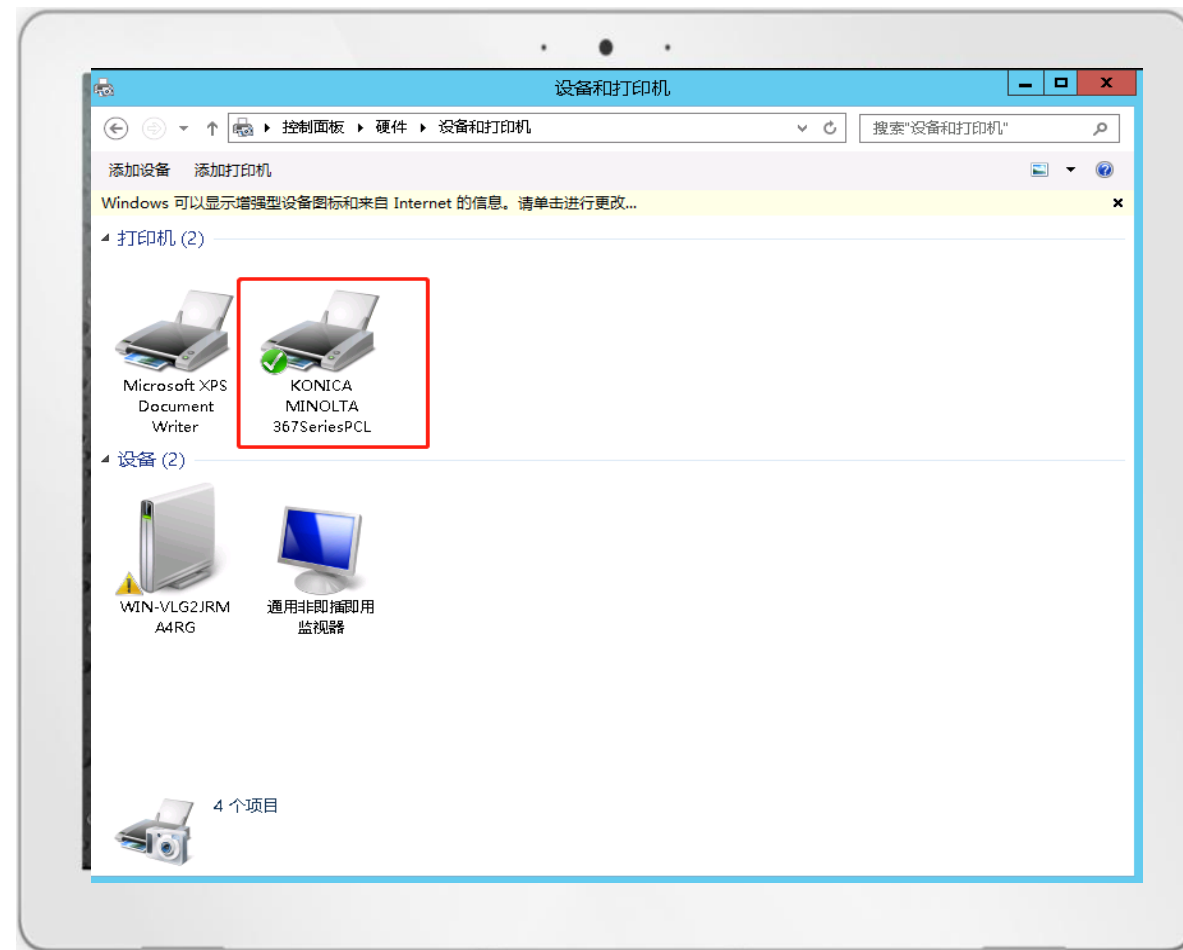 设备和打印机
控制面板 硬件 设备和打印机
搜索"设备和打印机"
添加设备 添加打印机
Windows 可以显示增强型设备图标和来自 Internet 的信息。请单击进行更改...
打印机 (2)
Microsoft XPS
Document
Writer
KONICA
MINOLTA
367SeriesPCL
设备 (2)
WIN-VLG2JRM
A4RG
通用非即插即用
监视器
4 个项目